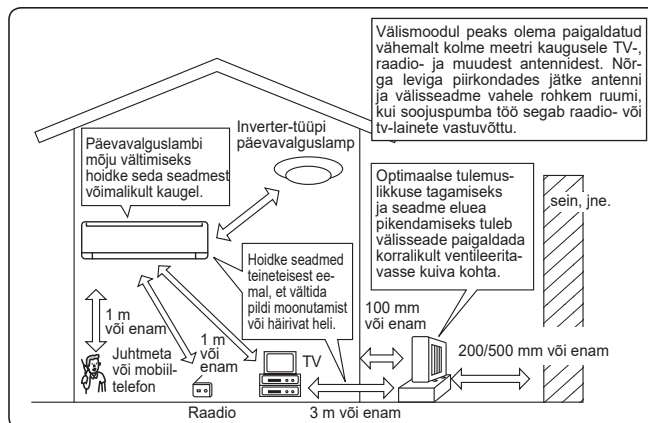 Välismoodul peaks olema paigaldatud
vähemalt kolme meetri kaugusele TV-,
raadio- ja muudest antennidest. Nõr-
ga leviga piirkondades jätke antenni
ja välisseadme vahele rohkem ruumi,
kui soojuspumba töö segab raadio- või
tv-lainete vastuvõttu.
Inverter-tüüpi
päevavalguslamp
Päevavalguslambi
mõju vältimiseks
hoidke seda seadmest
võimalikult kaugel.
Optimaalse tulemus-
likkuse tagamiseks
ja seadme eluea
pikendamiseks tuleb
välisseade paigaldada
korralikult ventileerita-
vasse kuiva kohta.
sein, jne.
Hoidke seadmed
teineteisest ee-
mal, et vältida
pildi moonutamist
või häirivat heli.
1 m
või enam
1 m
või
enam
100 mm
või enam
Juhtmeta
või mobiil-
telefon
TV
200/500 mm või enam
Raadio
3 m või enam